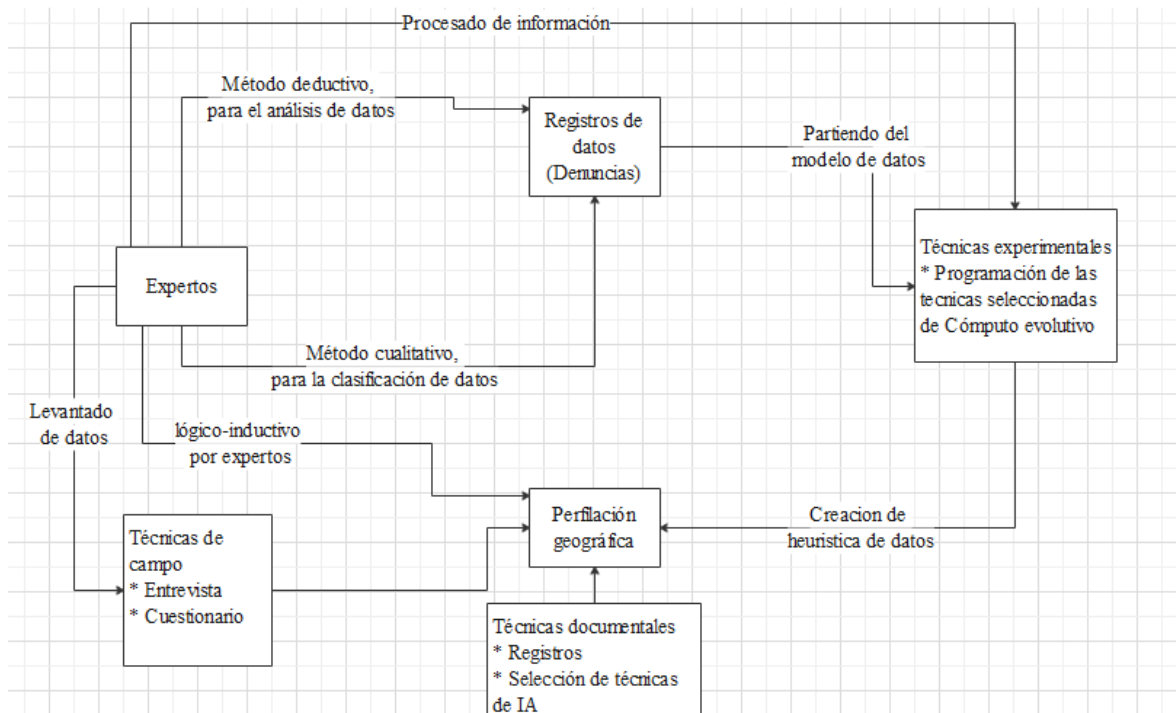 Procesado de información
Método deductivo,
para el análisis de datos
Registros de
datos
(Denuncias)
Partiendo del
modelo de datos
Técnicas experimentales
* Programación de las
tecnicas seleccionadas
de Cómputo evolutivo
Expertos
Método cualitativo,
para la clasificación de datos
Levantado
de datos
lógico-inductivo
por expertos
Perfilación
geográfica
Creacion de
heuristica de datos
Técnicas de
campo
* Entrevista
* Cuestionario
Técnicas documentales
* Registros
* Selección de técnicas
de IA